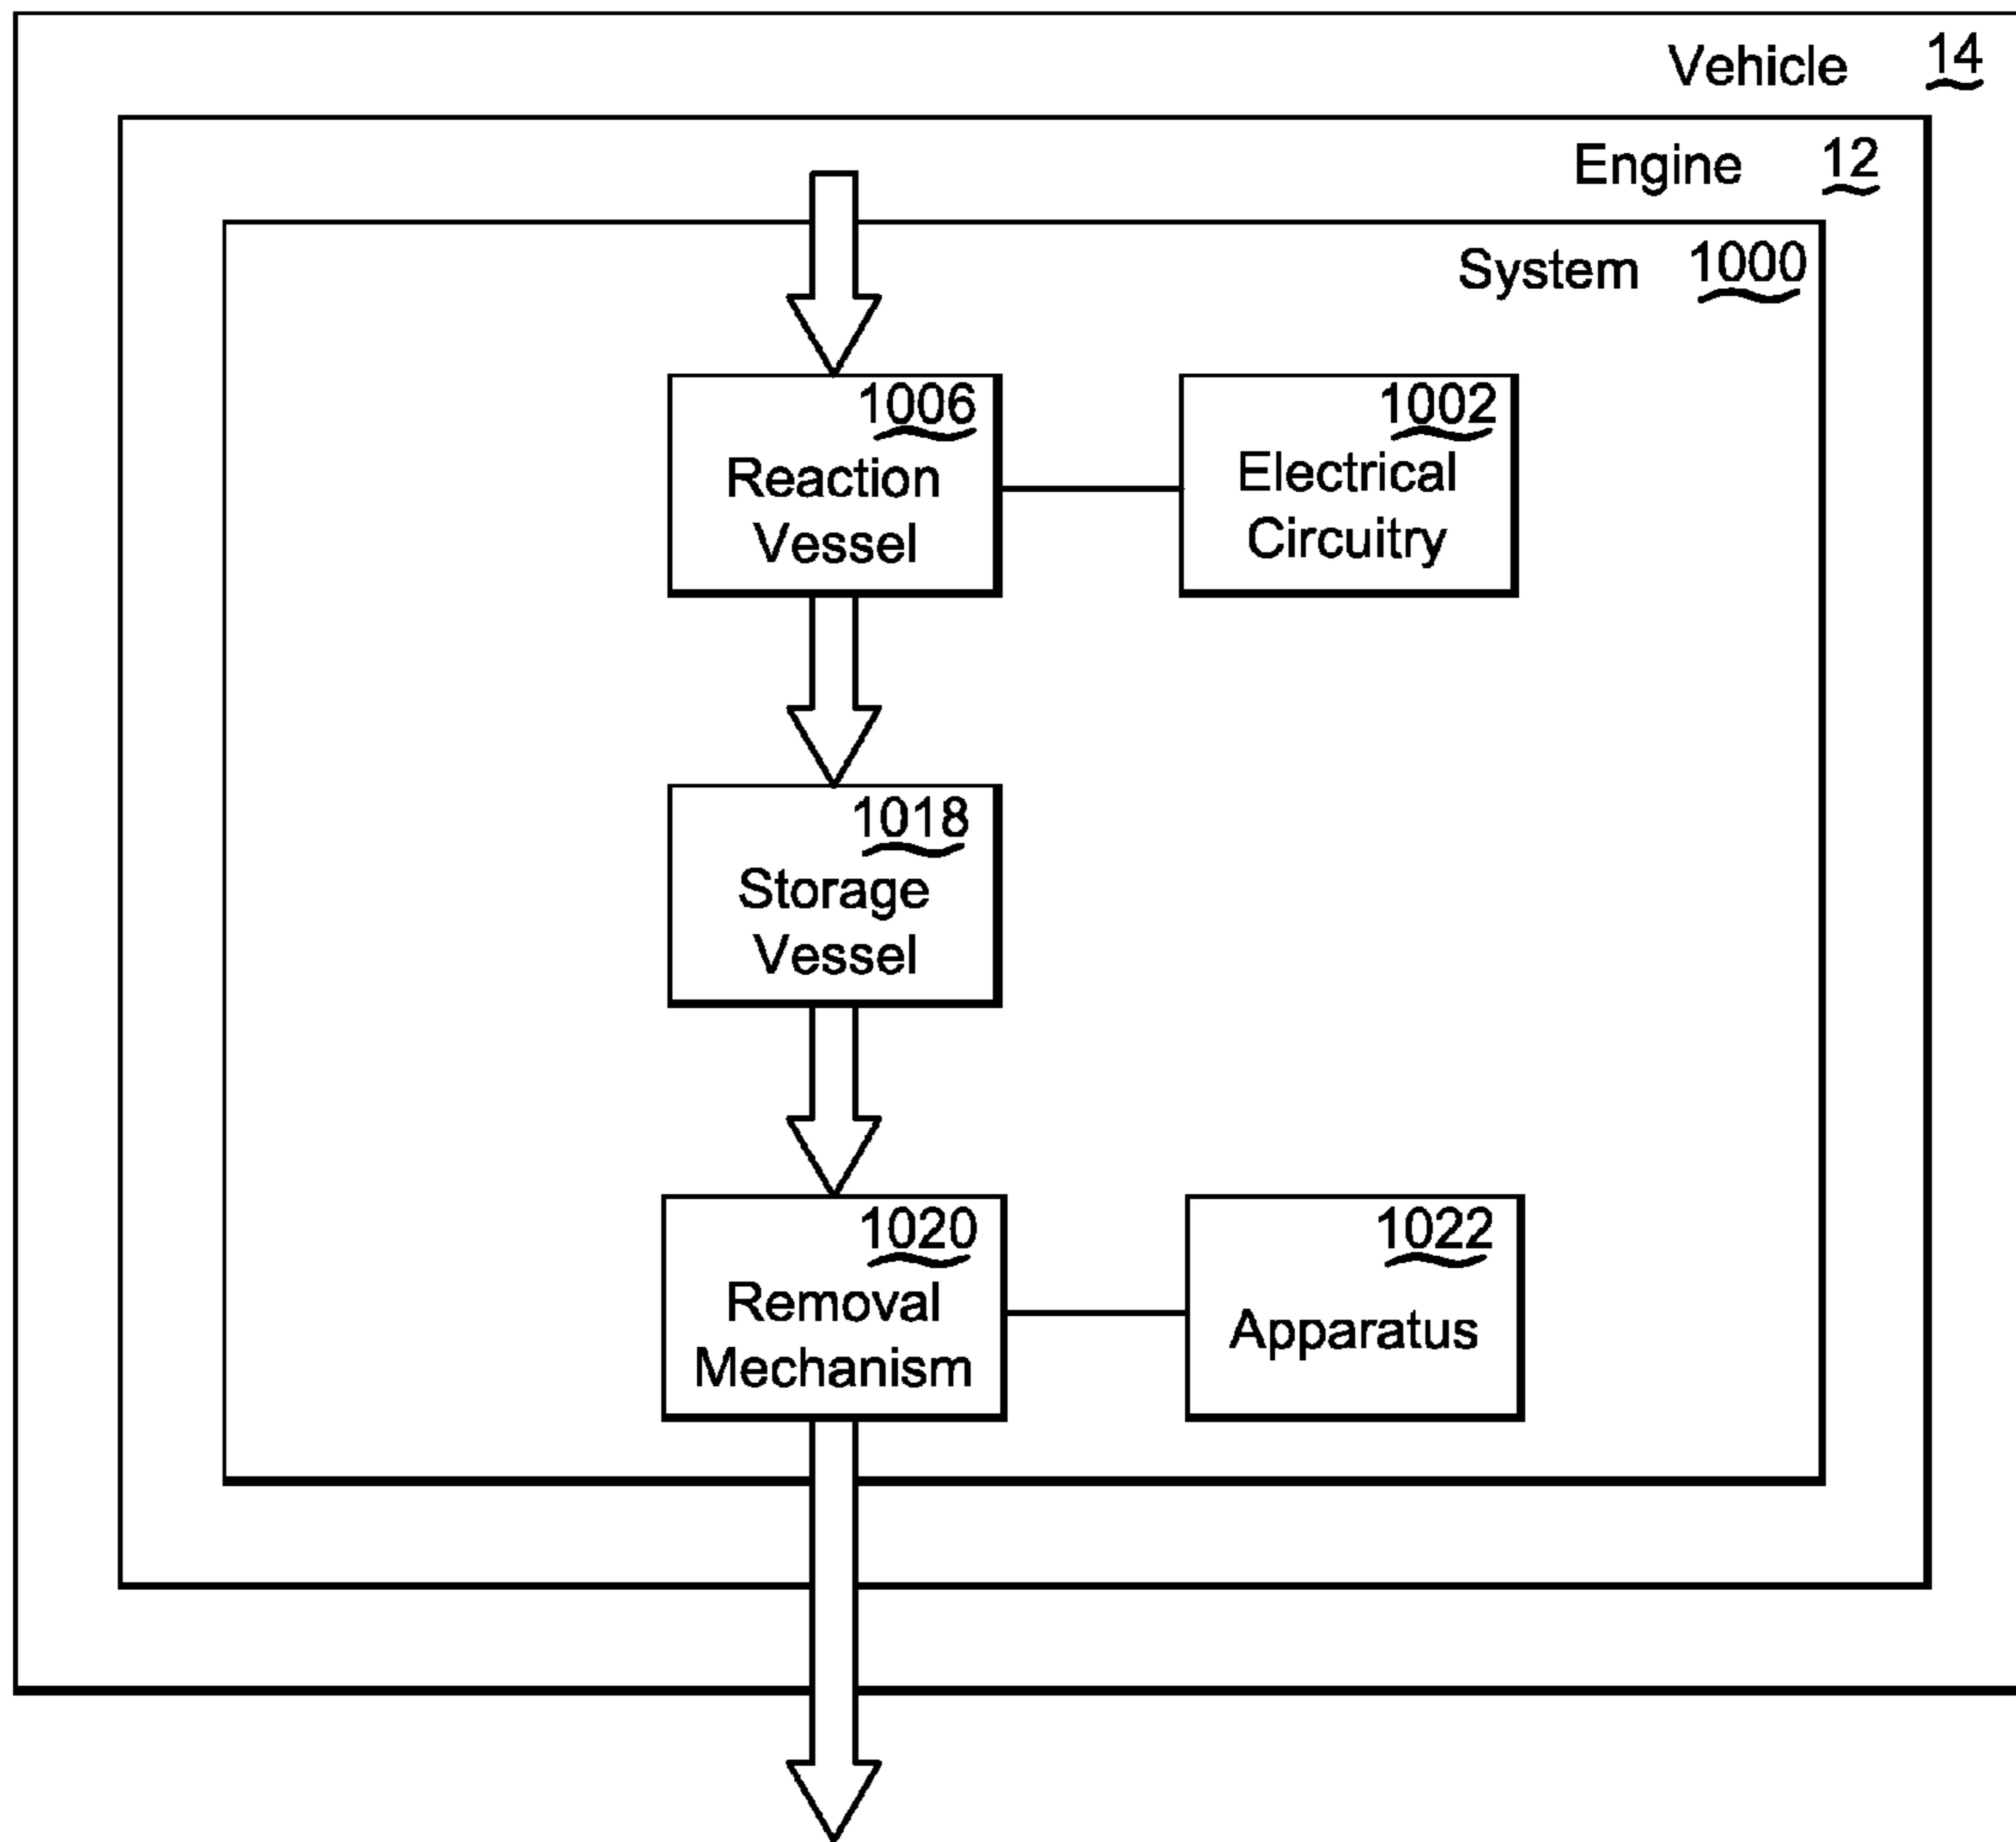 Vehicle 14
Engine 12
System 1000
1006
Reaction
Vessel
1002
Electrical
Circuitry
1018
Storage
Vessel
1020
Removal
Mechanism
1022
Apparatus